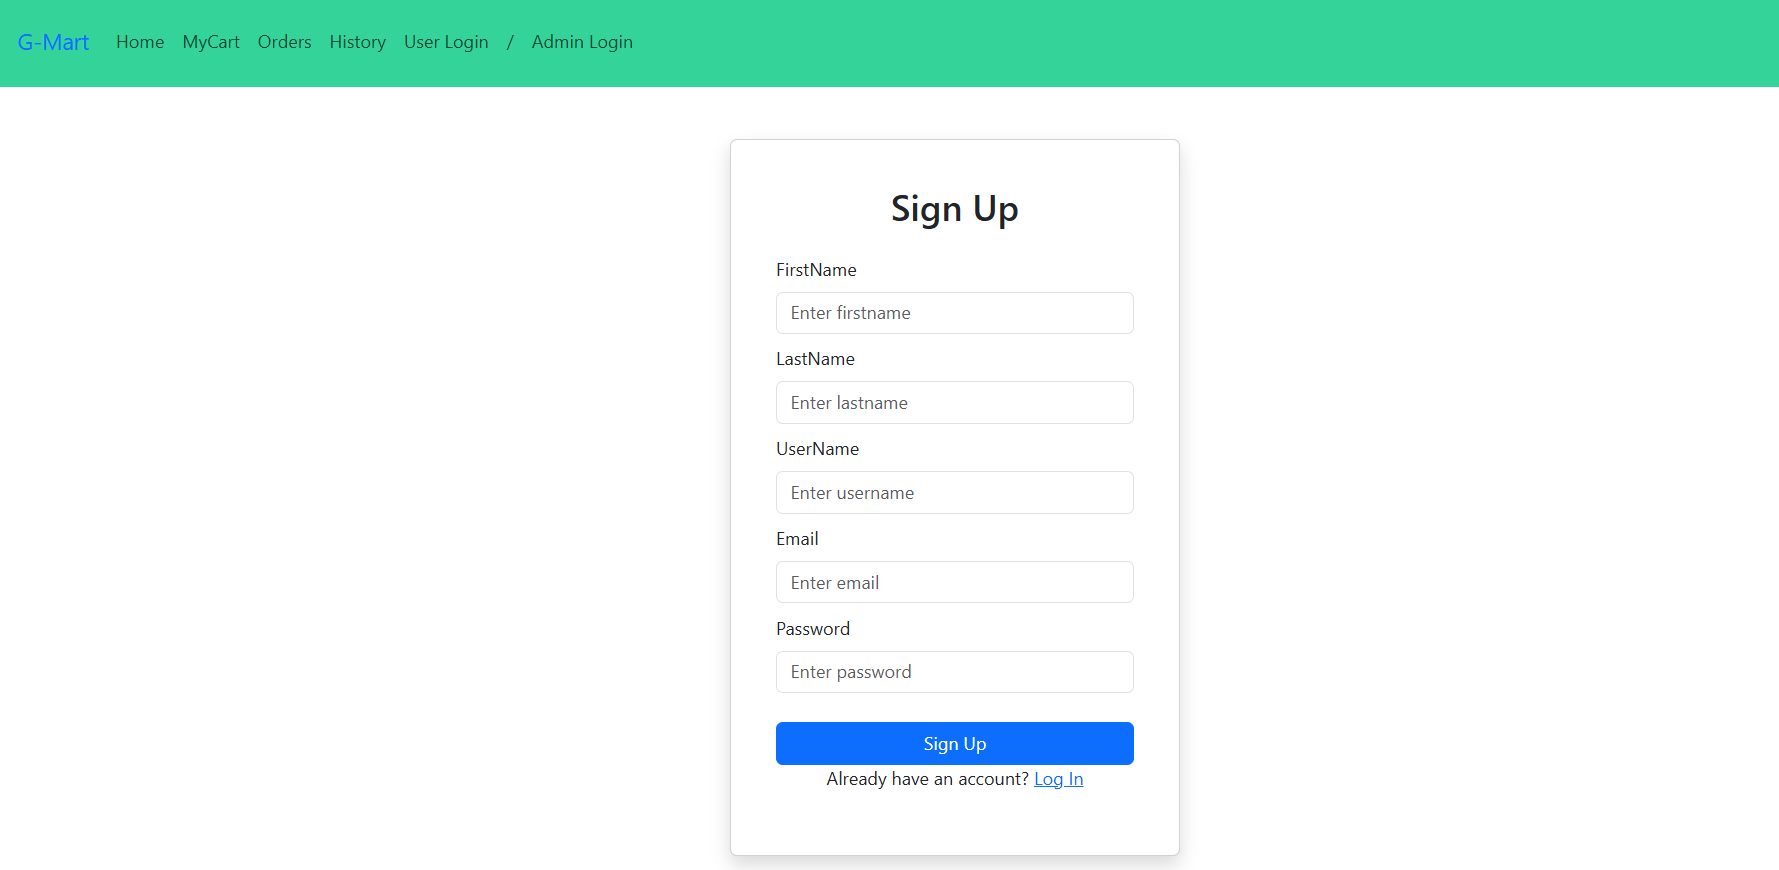 G-Mart Home MyCart Orders History User Login / Admin Login
Sign Up
FirstName
Enter firstname
LastName
Enter lastname
UserName
Enter username
Email
Enter email
Password
Enter password
Sign Up
Already have an account? Log In